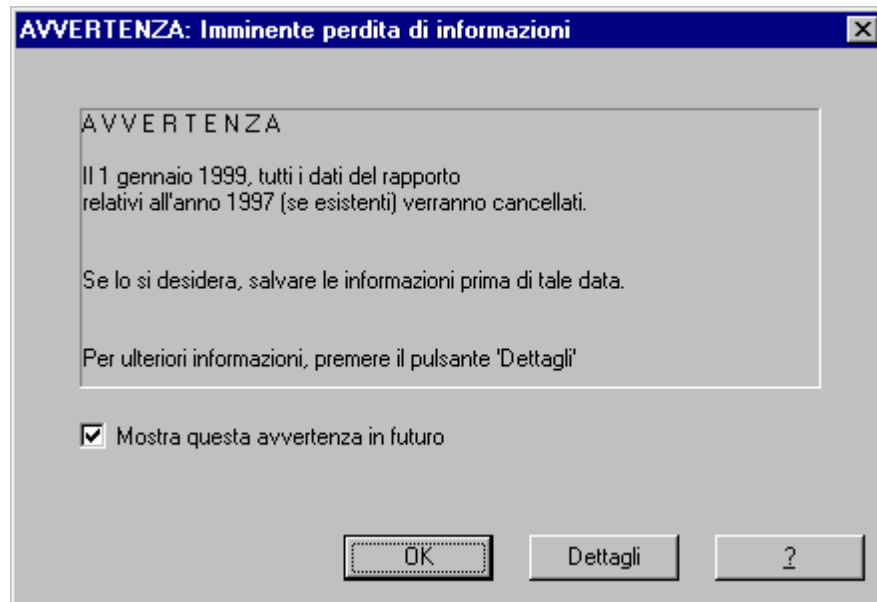 AVVERTENZA: Imminente perdita di informazioni
A V V E R T E N Z A
Il 1 gennaio 1999, tutti i dati del rapporto
relativi all'anno 1997 (se esistenti) verranno cancellati.
Se lo si desidera, salvare le informazioni prima di tale data.
Per ulteriori informazioni, premere il pulsante 'Dettagli'
Mostra questa avvertenza in futuro
OK Dettagli ?